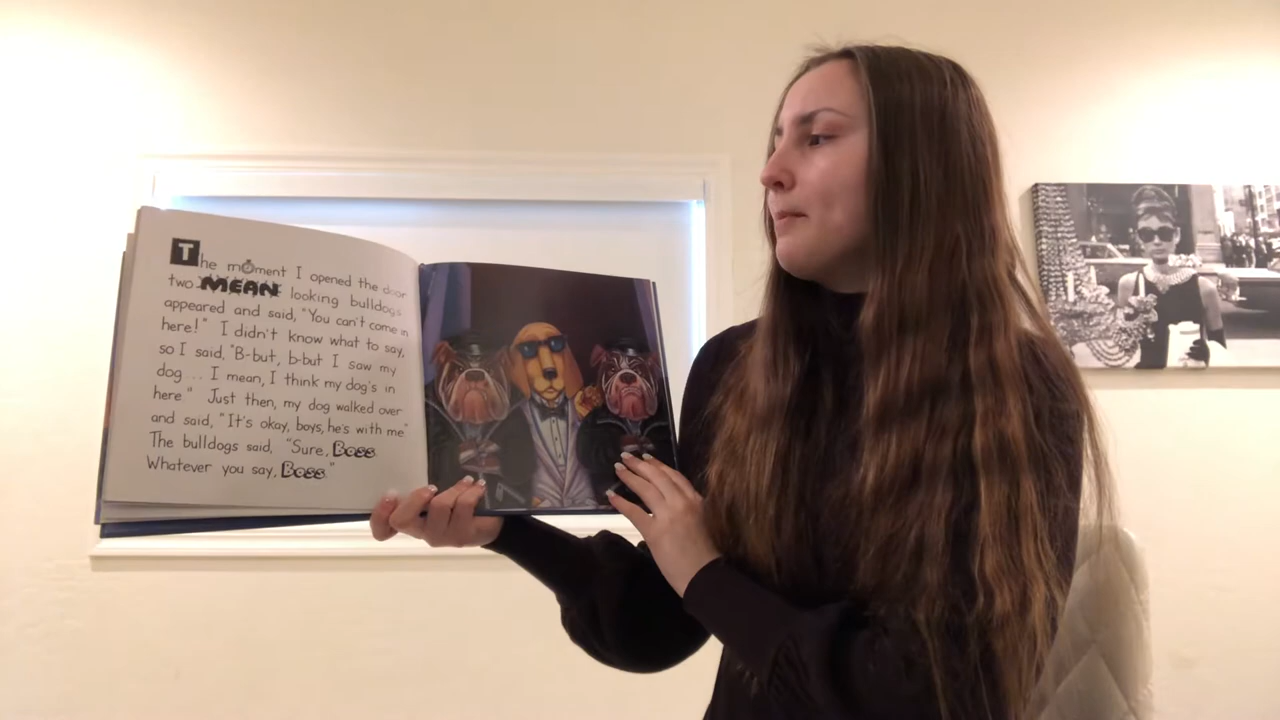 The moment I opened the door
two MEAN looking bulldogs
appeared and said, "You can't come in
here!" I didn't know what to say,
so I said, "B-but, b-but I saw my
dog... I mean, I think my dog's in
here" Just then, my dog walked over
and said, "It's okay, boys, he's with me"
The bulldogs said, "Sure, Boss.
Whatever you say, Boss."